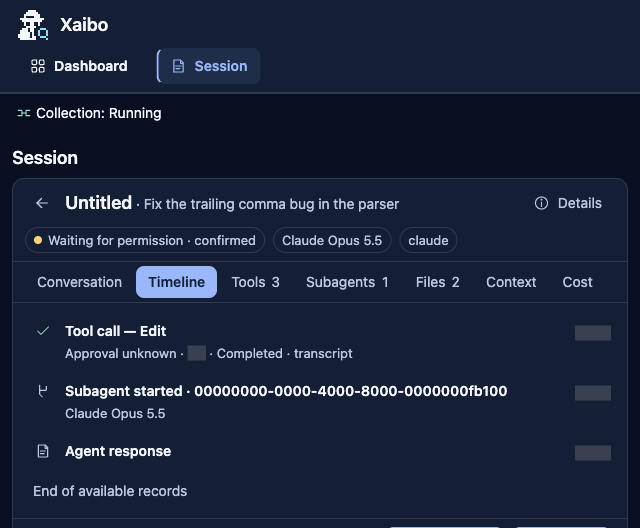 Xaibo
Dashboard
Session
Collection: Running
Session
Untitled · Fix the trailing comma bug in the parser
Details
Waiting for permission · confirmed
Claude Opus 5.5
claude
Conversation
Timeline
Tools 3
Subagents 1
Files 2
Context
Cost
Tool call — Edit
Approval unknown · · Completed · transcript
Subagent started · 00000000-0000-4000-8000-0000000fb100
Claude Opus 5.5
Agent response
End of available records